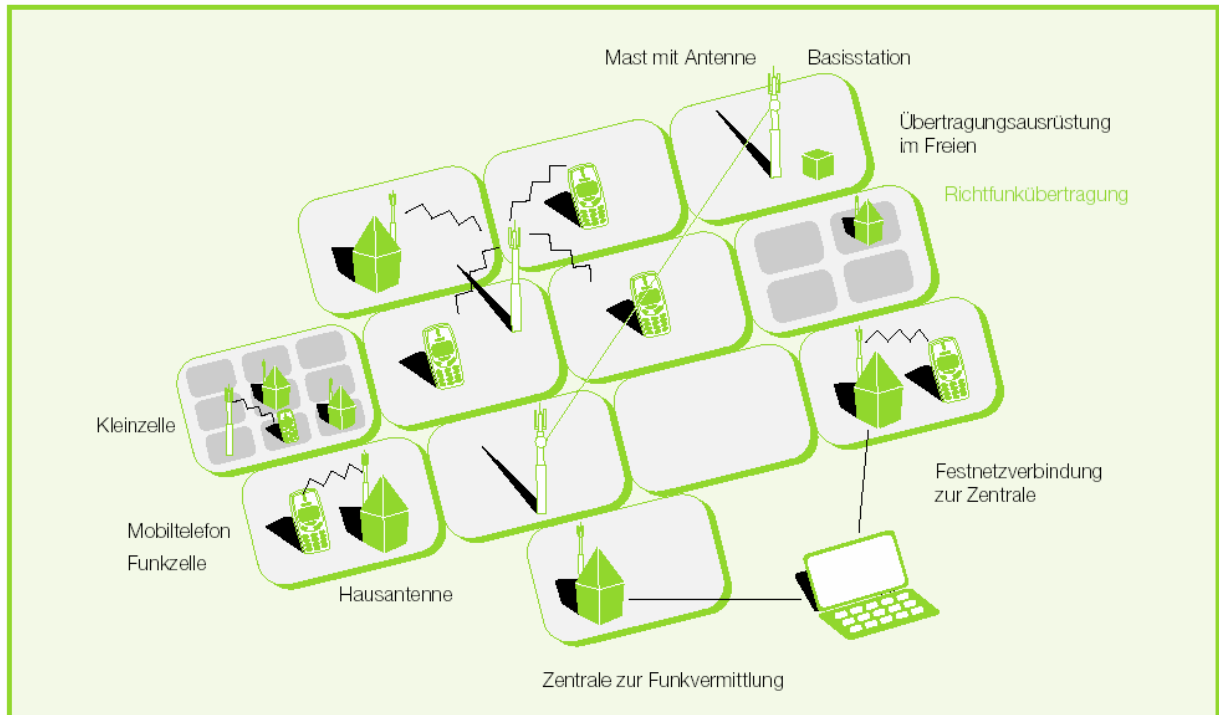 Mast mit Antenne
Basisstation
Übertragungsausrüstung
im Freien
Richtfunkübertragung
Kleinzelle
Festnetzverbindung
zur Zentrale
Mobiltelefon
Funkzelle
Hausantenne
Zentrale zur Funkvermittlung